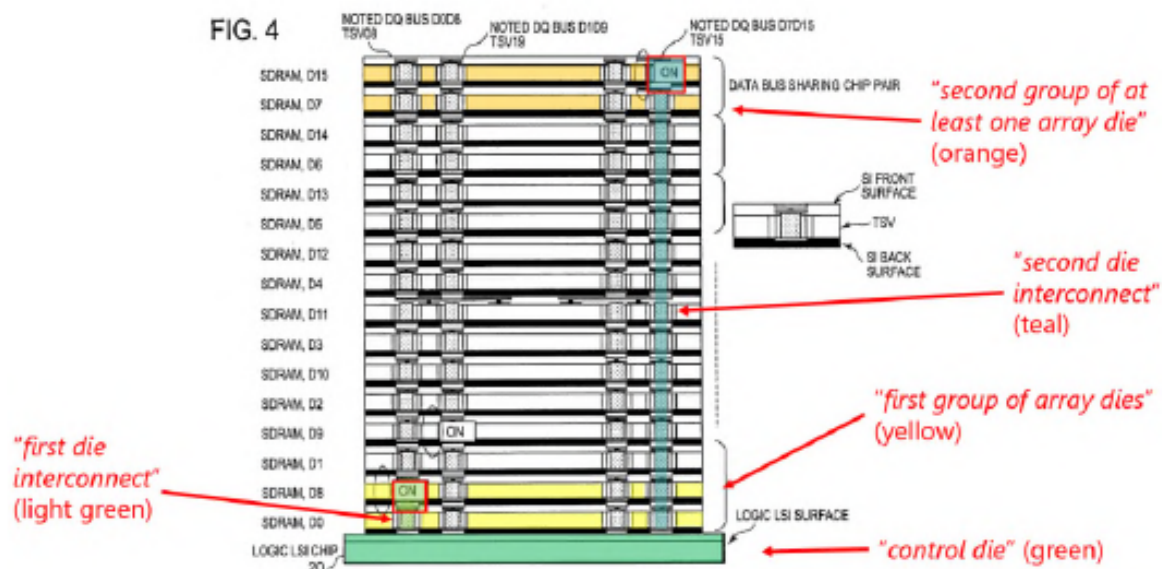 FIG. 4
NOTED DQ BUS D0D8
TSV08
NOTED DQ BUS D1D9
TSV19
NOTED DQ BUS D7D15
TSV15
SDRAM, D15
ON
DATA BUS SHARING CHIP PAIR
SDRAM, D7
"second group of at
least one array die"
(orange)
SDRAM, D14
SDRAM, D6
SDRAM, D13
SI FRONT
SURFACE
SDRAM, D5
TSV
SDRAM, D12
SI BACK
SURFACE
SDRAM, D4
"second die
interconnect"
(teal)
SDRAM, D11
SDRAM, D3
SDRAM, D10
SDRAM, D2
"first group of array dies"
(yellow)
SDRAM, D9
ON
"first die
interconnect"
(light green)
SDRAM, D1
SDRAM, D8
ON
SDRAM, D0
LOGIC LSI SURFACE
LOGIC LSI CHIP
20
"control die" (green)